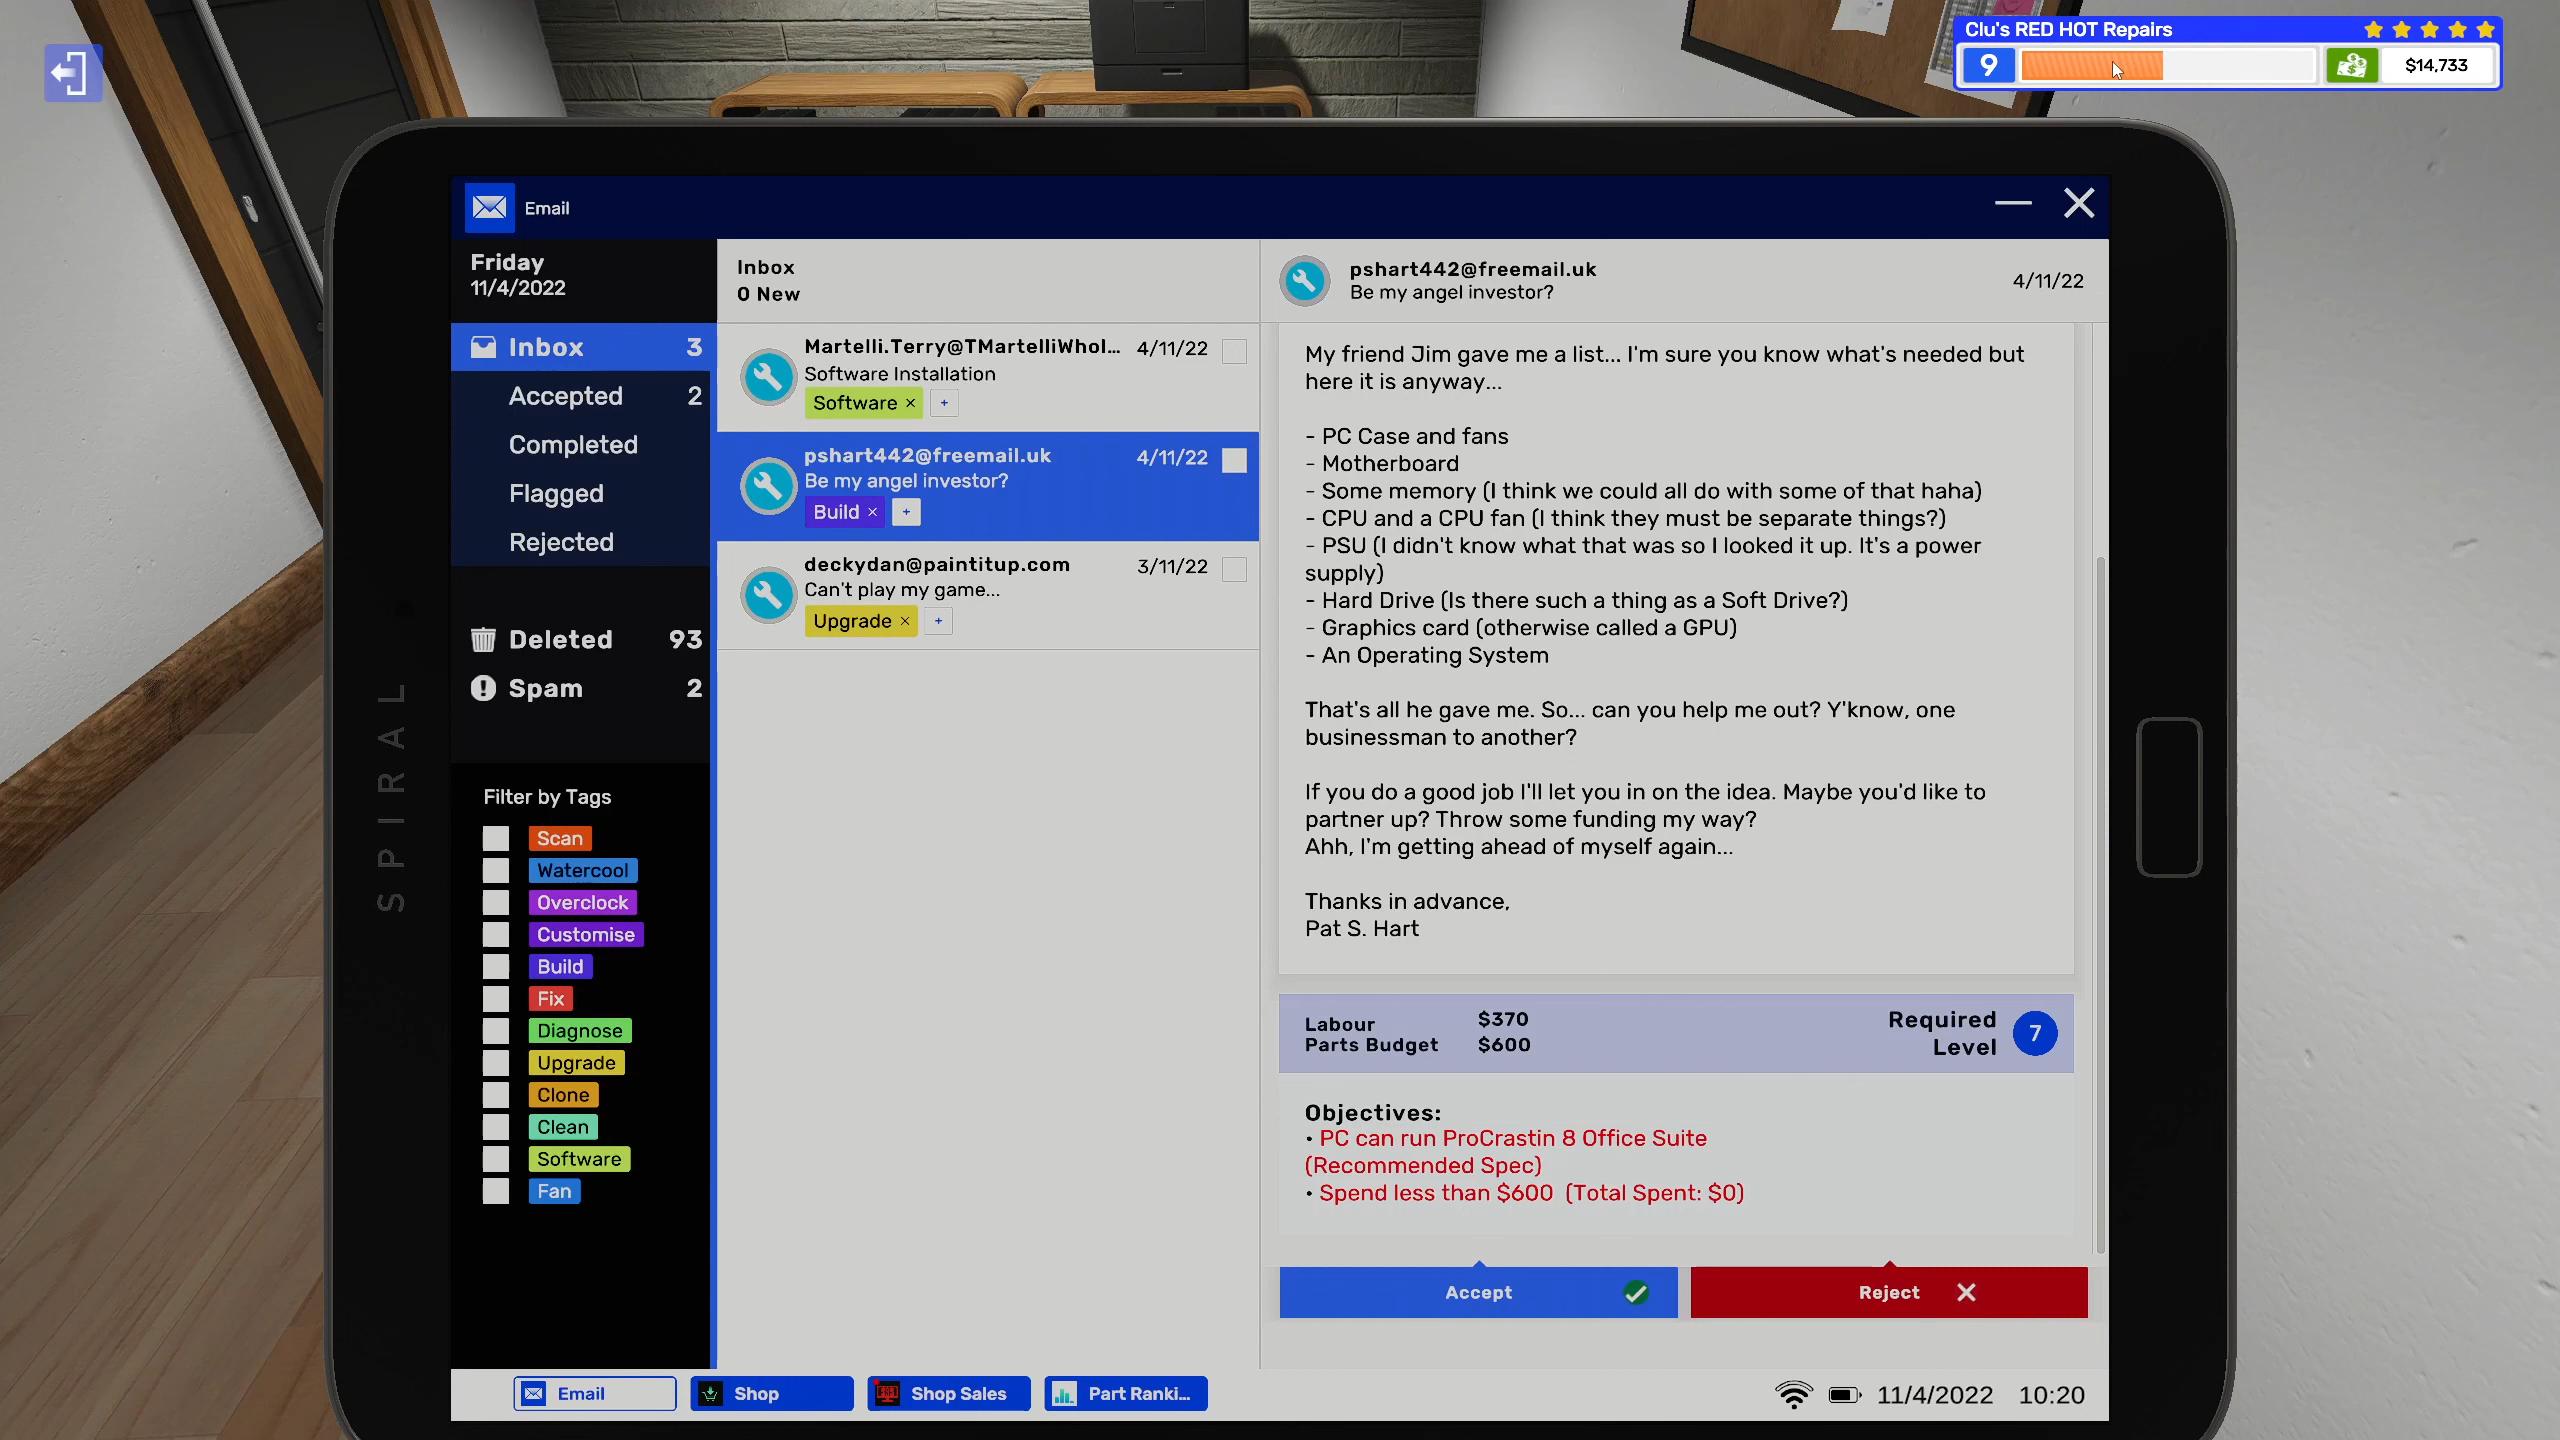 Clu's RED HOT Repairs
9
$14,733
SPIRAL
Email
Friday
11/4/2022
Inbox 3
Accepted 2
Completed
Flagged
Rejected
Deleted 93
Spam 2
Filter by Tags
Scan
Watercool
Overclock
Customise
Build
Fix
Diagnose
Upgrade
Clone
Clean
Software
Fan
Inbox
0 New
Martelli.Terry@TMartelliWhol... 4/11/22
Software Installation
Software × +
pshart442@freemail.uk 4/11/22
Be my angel investor?
Build × +
deckydan@paintitup.com 3/11/22
Can't play my game...
Upgrade × +
pshart442@freemail.uk
Be my angel investor?
4/11/22
My friend Jim gave me a list... I'm sure you know what's needed but
here it is anyway...
- PC Case and fans
- Motherboard
- Some memory (I think we could all do with some of that haha)
- CPU and a CPU fan (I think they must be separate things?)
- PSU (I didn't know what that was so I looked it up. It's a power
supply)
- Hard Drive (Is there such a thing as a Soft Drive?)
- Graphics card (otherwise called a GPU)
- An Operating System
That's all he gave me. So... can you help me out? Y'know, one
businessman to another?
If you do a good job I'll let you in on the idea. Maybe you'd like to
partner up? Throw some funding my way?
Ahh, I'm getting ahead of myself again...
Thanks in advance,
Pat S. Hart
Labour $370
Parts Budget $600
Required
Level
7
Objectives:
• PC can run ProCrastin 8 Office Suite
(Recommended Spec)
• Spend less than $600 (Total Spent: $0)
Accept
Reject
Email
Shop
Shop Sales
Part Ranki...
11/4/2022 10:20